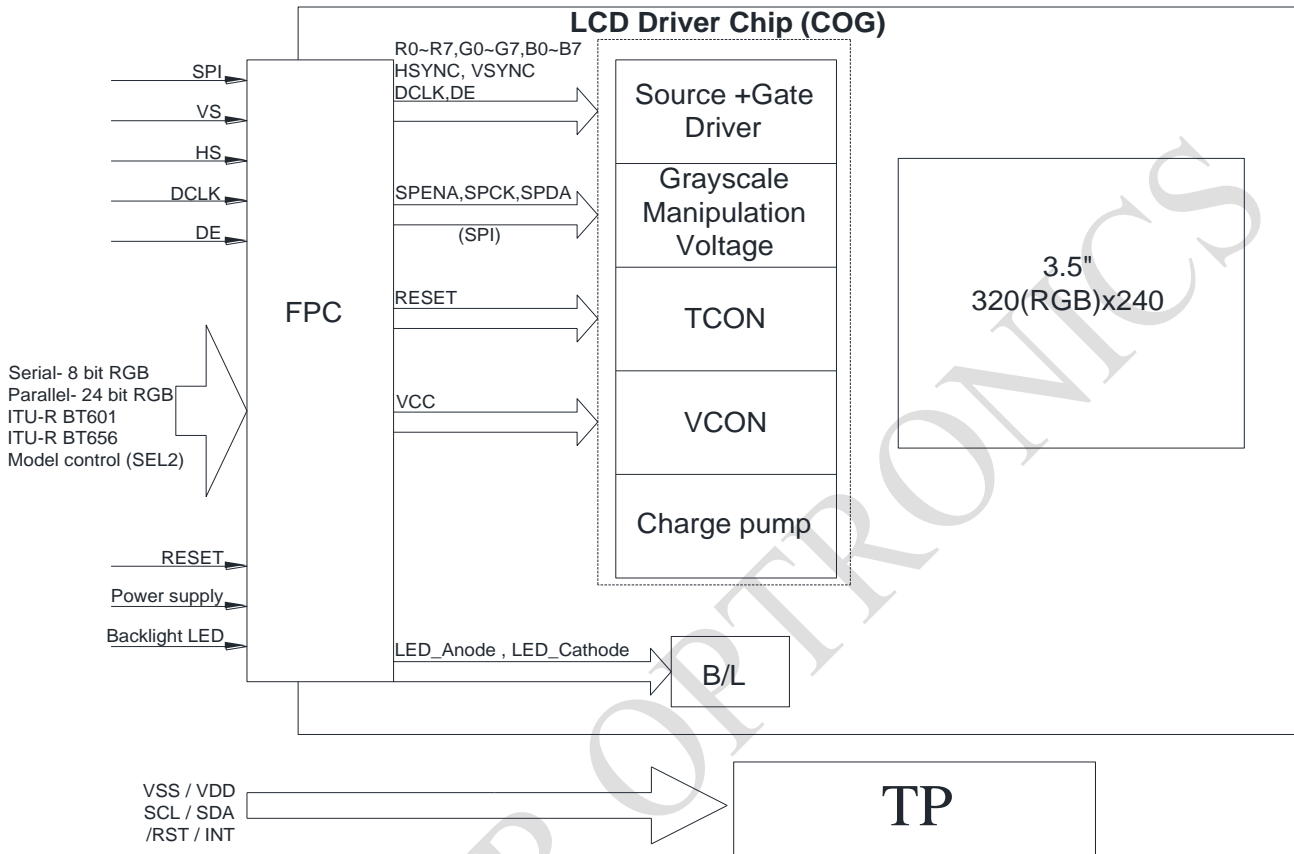 LCD Driver Chip (COG)
R0~R7,G0~G7,B0~B7
HSYNC, VSYNC
DCLK,DE
SPI
VS
HS
DCLK
DE
Source +Gate
Driver
Grayscale
Manipulation
Voltage
SPENA,SPCK,SPDA
(SPI)
3.5"
320(RGB)x240
FPC
RESET
TCON
Serial- 8 bit RGB
Parallel- 24 bit RGB
ITU-R BT601
ITU-R BT656
Model control (SEL2)
VCC
VCON
Charge pump
RESET
Power supply
Backlight LED
LED_Anode , LED_Cathode
B/L
VSS / VDD
SCL / SDA
/RST / INT
TP
OPTRONICS